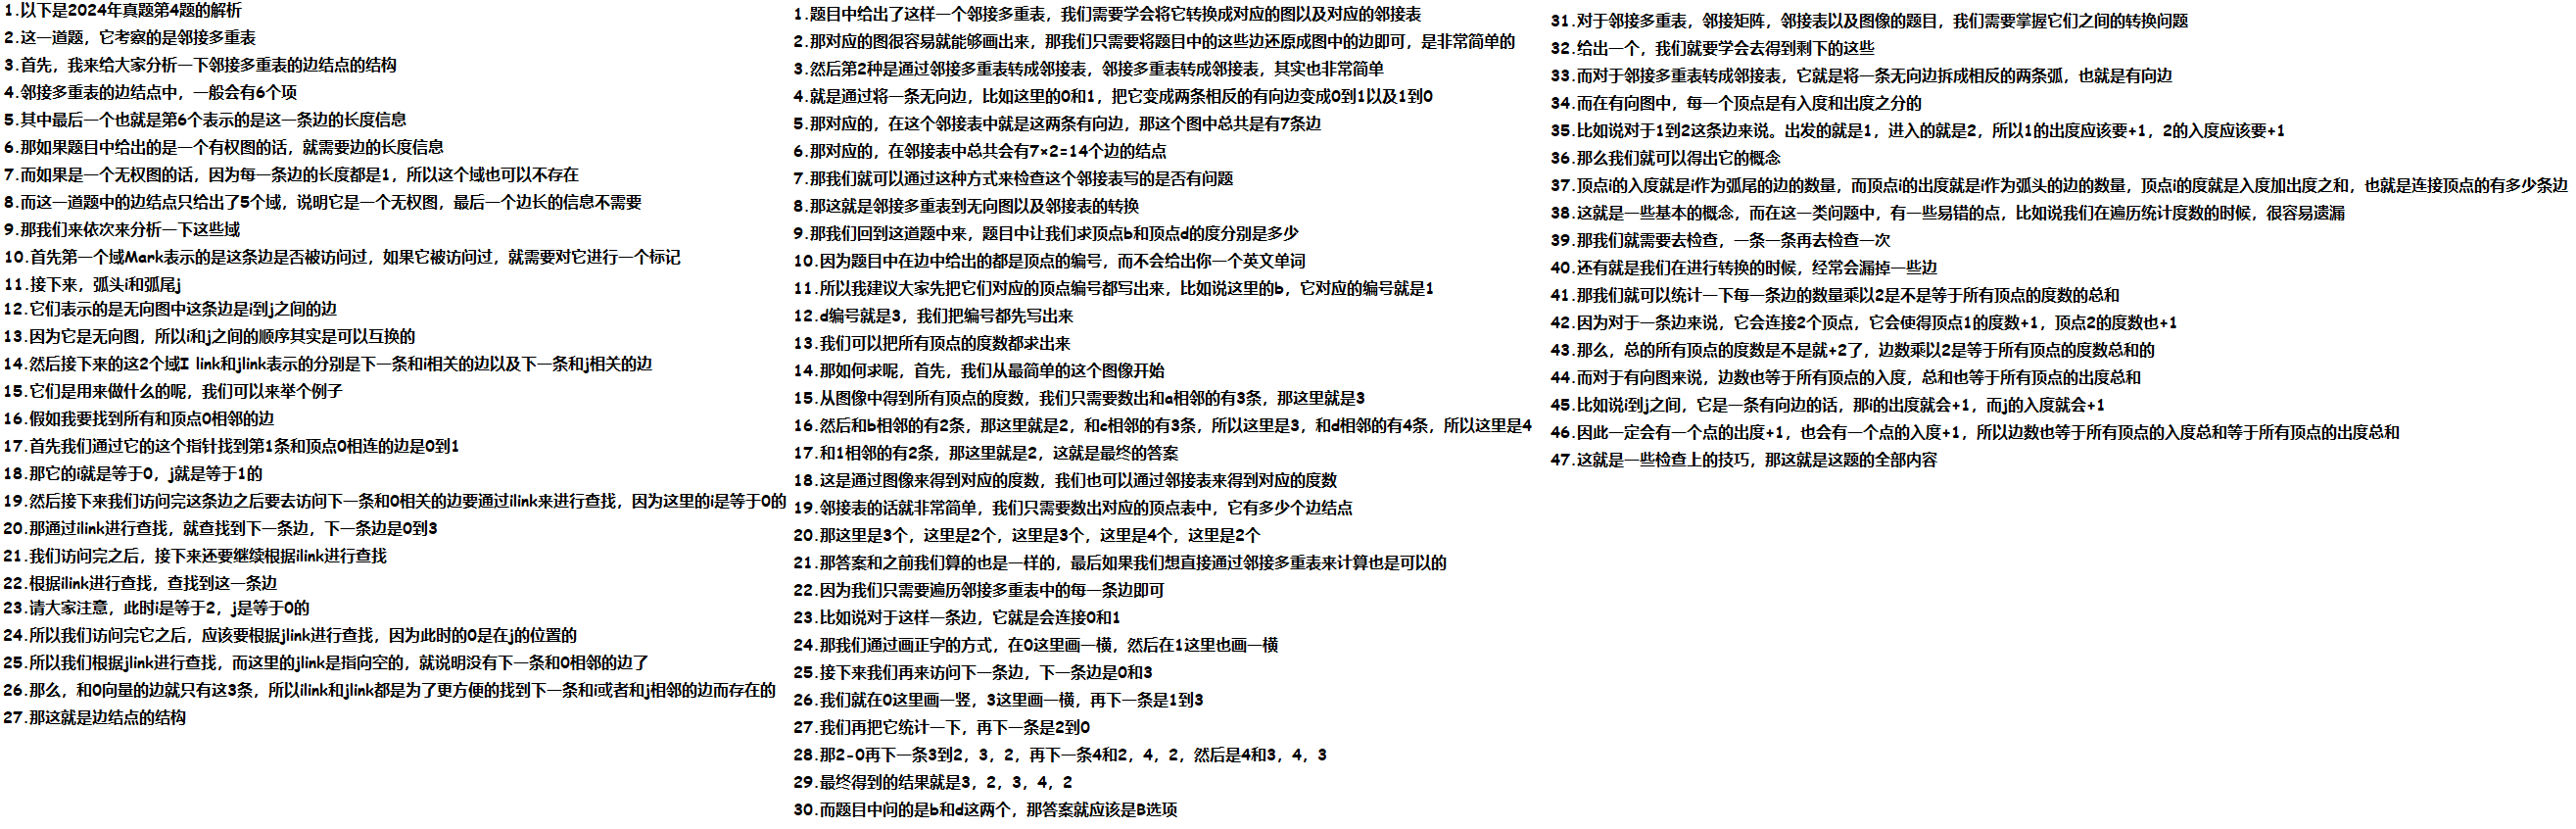 1.以下是2024年真题第4题的解析
2.这一道题，它考察的是邻接多重表
3.首先，我来给大家分析一下邻接多重表的边结点的结构
4.邻接多重表的边结点中，一般会有6个项
5.其中最后一个也就是第6个表示的是这一条边的长度信息
6.那如果题目中给出的是一个有权图的话，就需要边的长度信息
7.而如果是一个无权图的话，因为每一条边的长度都是1，所以这个域也可以不存在
8.而这一道题中的边结点只给出了5个域，说明它是一个无权图，最后一个边长的信息不需要
9.那我们来依次来分析一下这些域
10.首先第一个域Mark表示的是这条边是否被访问过，如果它被访问过，就需要对它进行一个标记
11.接下来，弧头i和弧尾j
12.它们表示的是无向图中这条边是i到j之间的边
13.因为它是无向图，所以i和j之间的顺序其实是可以互换的
14.然后接下来的这2个域I link和jlink表示的分别是下一条和i相关的边以及下一条和j相关的边
15.它们是用来做什么的呢，我们可以来举个例子
16.假如我要找到所有和顶点0相邻的边
17.首先我们通过它的这个指针找到第1条和顶点0相连的边是0到1
18.那它的i就是等于0，j就是等于1的
19.然后接下来我们访问完这条边之后要去访问下一条和0相关的边要通过ilink来进行查找，因为这里的i是等于0的
20.那通过ilink进行查找，就查找到下一条边，下一条边是0到3
21.我们访问完之后，接下来还要继续根据ilink进行查找
22.根据ilink进行查找，查找到这一条边
23.请大家注意，此时i是等于2，j是等于0的
24.所以我们访问完它之后，应该要根据jlink进行查找，因为此时的0是在j的位置的
25.所以我们根据jlink进行查找，而这里的jlink是指向空的，就说明没有下一条和0相邻的边了
26.那么，和0向量的边就只有这3条，所以ilink和jlink都是为了更方便的找到下一条和i或者和j相邻的边而存在的
27.那这就是边结点的结构
1.题目中给出了这样一个邻接多重表，我们需要学会将它转换成对应的图以及对应的邻接表
2.那对应的图很容易就能够画出来，那我们只需要将题目中的这些边还原成图中的边即可，是非常简单的
3.然后第2种是通过邻接多重表转成邻接表，邻接多重表转成邻接表，其实也非常简单
4.就是通过将一条无向边，比如这里的0和1，把它变成两条相反的有向边变成0到1以及1到0
5.那对应的，在这个邻接表中就是这两条有向边，那这个图中总共是有7条边
6.那对应的，在邻接表中总共会有7×2=14个边的结点
7.那我们就可以通过这种方式来检查这个邻接表写的是否有问题
8.那这就是邻接多重表到无向图以及邻接表的转换
9.那我们回到这道题中来，题目中让我们求顶点b和顶点d的度分别是多少
10.因为题目中在边中给出的都是顶点的编号，而不会给出你一个英文单词
11.所以我建议大家先把它们对应的顶点编号都写出来，比如说这里的b，它对应的编号就是1
12.d编号就是3，我们把编号都先写出来
13.我们可以把所有顶点的度数都求出来
14.那如何求呢，首先，我们从最简单的这个图像开始
15.从图像中得到所有顶点的度数，我们只需要数出和a相邻的有3条，那这里就是3
16.然后和b相邻的有2条，那这里就是2，和c相邻的有3条，所以这里是3，和d相邻的有4条，所以这里是4
17.和1相邻的有2条，那这里就是2，这就是最终的答案
18.这是通过图像来得到对应的度数，我们也可以通过邻接表来得到对应的度数
19.邻接表的话就非常简单，我们只需要数出对应的顶点表中，它有多少个边结点
20.那这里是3个，这里是2个，这里是3个，这里是4个，这里是2个
21.那答案和之前我们算的也是一样的，最后如果我们想直接通过邻接多重表来计算也是可以的
22.因为我们只需要遍历邻接多重表中的每一条边即可
23.比如说对于这样一条边，它就是会连接0和1
24.那我们通过画正字的方式，在0这里画一横，然后在1这里也画一横
25.接下来我们再来访问下一条边，下一条边是0和3
26.我们就在0这里画一竖，3这里画一横，再下一条是1到3
27.我们再把它统计一下，再下一条是2到0
28.那2-0再下一条3到2，3，2，再下一条4和2，4，2，然后是4和3，4，3
29.最终得到的结果就是3，2，3，4，2
30.而题目中问的是b和d这两个，那答案就应该是B选项
31.对于邻接多重表，邻接矩阵，邻接表以及图像的题目，我们需要掌握它们之间的转换问题
32.给出一个，我们就要学会去得到剩下的这些
33.而对于邻接多重表转成邻接表，它就是将一条无向边拆成相反的两条弧，也就是有向边
34.而在有向图中，每一个顶点是有入度和出度之分的
35.比如说对于1到2这条边来说。出发的就是1，进入的就是2，所以1的出度应该要+1，2的入度应该要+1
36.那么我们就可以得出它的概念
37.顶点i的入度就是i作为弧尾的边的数量，而顶点i的出度就是i作为弧头的边的数量，顶点i的度就是入度加出度之和，也就是连接顶点的有多少条边
38.这就是一些基本的概念，而在这一类问题中，有一些易错的点，比如说我们在遍历统计度数的时候，很容易遗漏
39.那我们就需要去检查，一条一条再去检查一次
40.还有就是我们在进行转换的时候，经常会漏掉一些边
41.那我们就可以统计一下每一条边的数量乘以2是不是等于所有顶点的度数的总和
42.因为对于一条边来说，它会连接2个顶点，它会使得顶点1的度数+1，顶点2的度数也+1
43.那么，总的所有顶点的度数是不是就+2了，边数乘以2是等于所有顶点的度数总和的
44.而对于有向图来说，边数也等于所有顶点的入度，总和也等于所有顶点的出度总和
45.比如说i到j之间，它是一条有向边的话，那i的出度就会+1，而j的入度就会+1
46.因此一定会有一个点的出度+1，也会有一个点的入度+1，所以边数也等于所有顶点的入度总和等于所有顶点的出度总和
47.这就是一些检查上的技巧，那这就是这题的全部内容